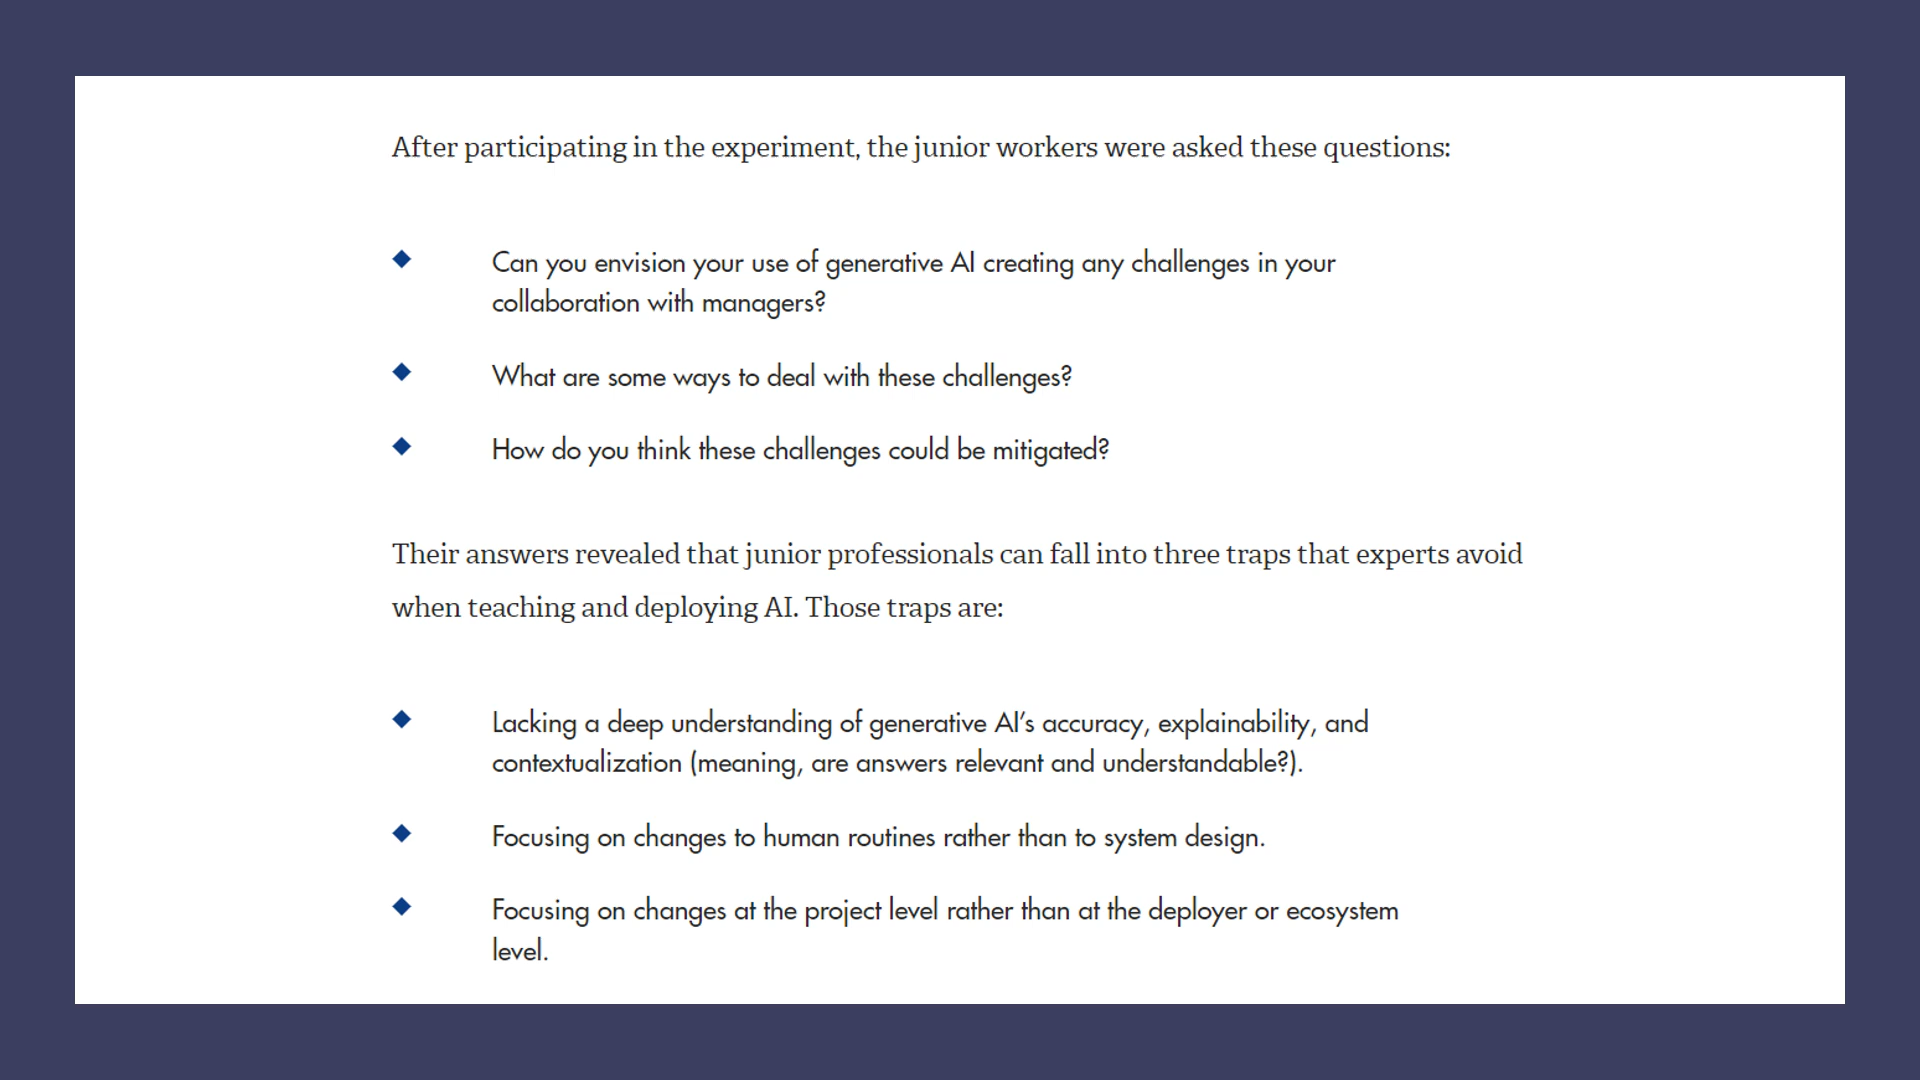 After participating in the experiment, the junior workers were asked these questions:
Can you envision your use of generative AI creating any challenges in your
collaboration with managers?
What are some ways to deal with these challenges?
How do you think these challenges could be mitigated?
Their answers revealed that junior professionals can fall into three traps that experts avoid
when teaching and deploying AI. Those traps are:
Lacking a deep understanding of generative AI’s accuracy, explainability, and
contextualization (meaning, are answers relevant and understandable?).
Focusing on changes to human routines rather than to system design.
Focusing on changes at the project level rather than at the deployer or ecosystem
level.